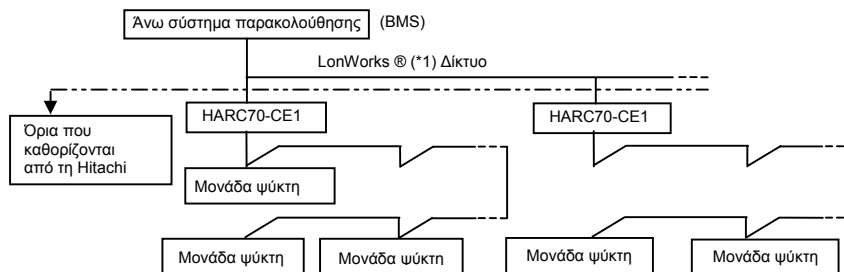 Άνω σύστημα παρακολούθησης (BMS)
LonWorks ® (*1) Δίκτυο
HARC70-CE1 HARC70-CE1
Όρια που
καθορίζονται
από τη Hitachi
Μονάδα ψύκτη
Μονάδα ψύκτη Μονάδα ψύκτη Μονάδα ψύκτη Μονάδα ψύκτη